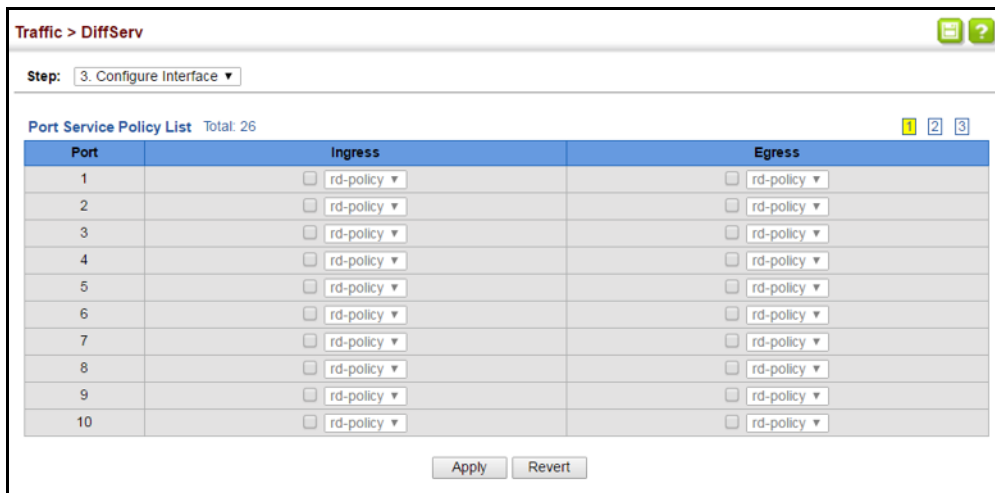 Traffic > DiffServ ?
Step: 3. Configure Interface ▼
Port Service Policy List Total: 26 1 2 3
Port Ingress Egress
1 rd-policy ▼ rd-policy ▼
2 rd-policy ▼ rd-policy ▼
3 rd-policy ▼ rd-policy ▼
4 rd-policy ▼ rd-policy ▼
5 rd-policy ▼ rd-policy ▼
6 rd-policy ▼ rd-policy ▼
7 rd-policy ▼ rd-policy ▼
8 rd-policy ▼ rd-policy ▼
9 rd-policy ▼ rd-policy ▼
10 rd-policy ▼ rd-policy ▼
Apply Revert